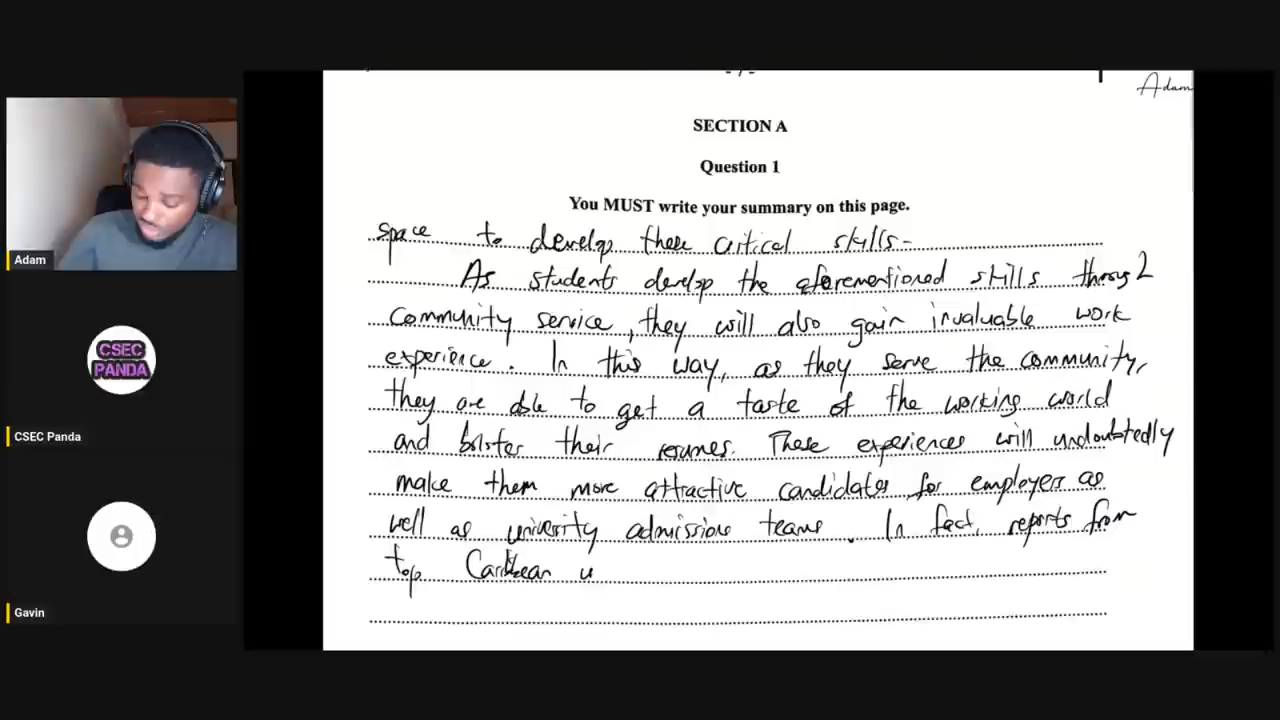 Adam
SECTION A
Question 1
You MUST write your summary on this page.
space to develop these critical skills.
As students develop the aforementioned skills through
community service, they will also gain invaluable work
experience. In this way, as they serve the community,
they are able to get a taste of the working world
and bolster their resumes. These experiences will undoubtedly
make them more attractive candidates for employers as
well as university admissions teams. In fact, reports from
top Caribbean u
Adam
CSEC
PANDA
CSEC Panda
Gavin